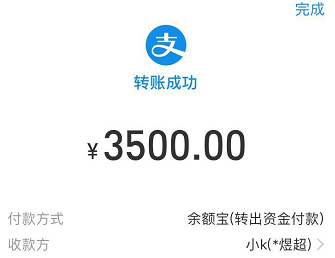 完成
支
转账成功
¥3500.00
付款方式 余额宝(转出资金付款)
收款方 小k(*煜超)